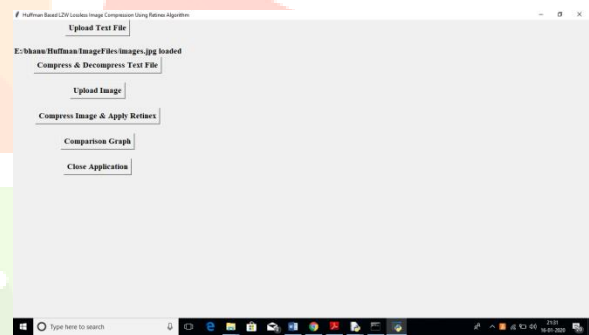 Huffman Based LZW Lossless Image Compression Using Retinex Algorithm
Upload Text File
E:/bhanu/Huffman/ImageFiles/images.jpg loaded
Compress & Decompress Text File
Upload Image
Compress Image & Apply Retinex
Comparison Graph
Close Application
Type here to search
21:31
16-01-2020